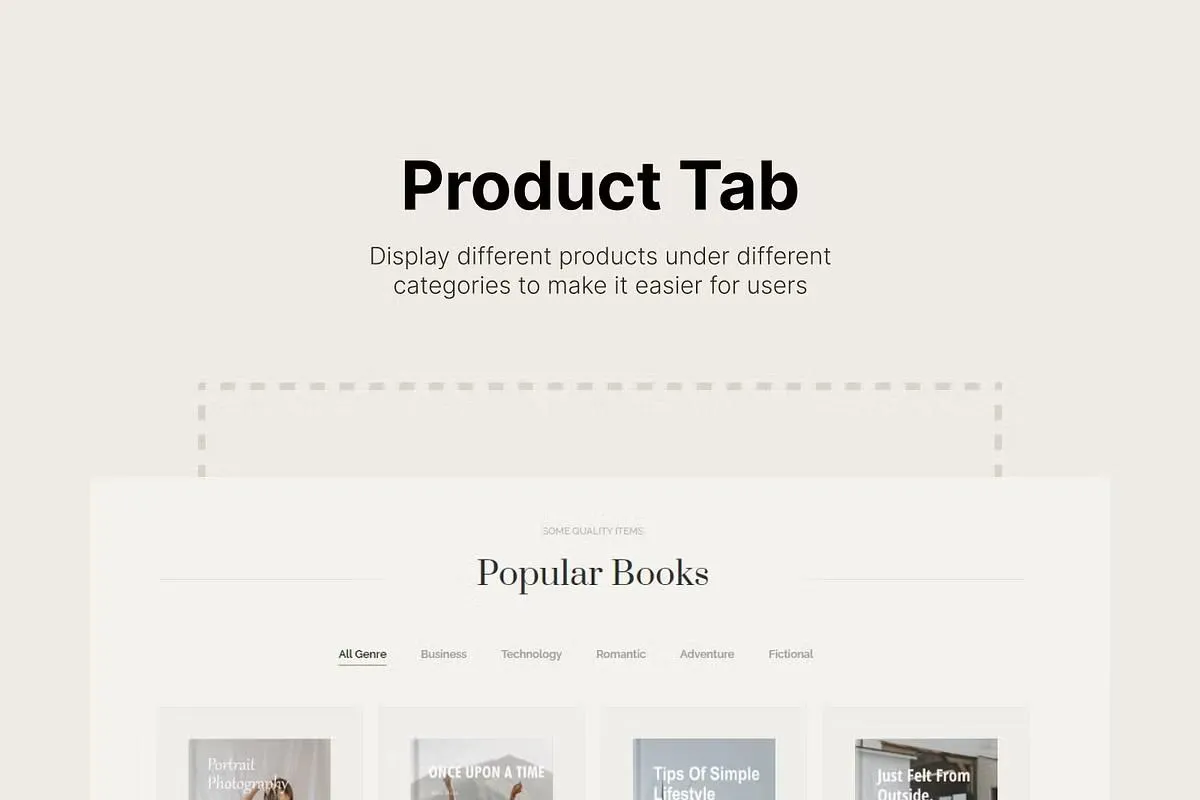 Product Tab
Display different products under different
categories to make it easier for users
SOME QUALITY ITEMS
Popular Books
All Genre Business Technology Romantic Adventure Fictional
Portrait
Photography
ONCE UPON A TIME
Tips Of Simple
Lifestyle
Just Felt From
Outside.